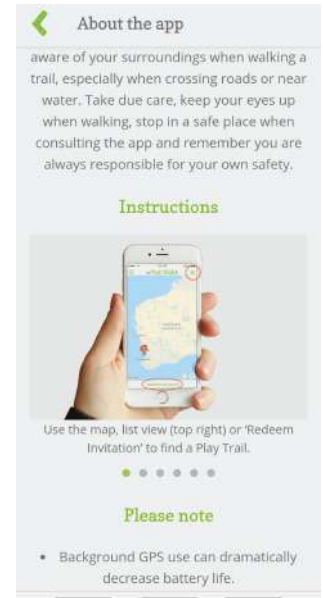 About the app
aware of your surroundings when walking a
trail, especially when crossing roads or near
water. Take due care, keep your eyes up
when walking, stop in a safe place when
consulting the app and remember you are
always responsible for your own safety.
Instructions
Use the map, list view (top right) or ‘Redeem
Invitation’ to find a Play Trail.
Please note
• Background GPS use can dramatically
decrease battery life.